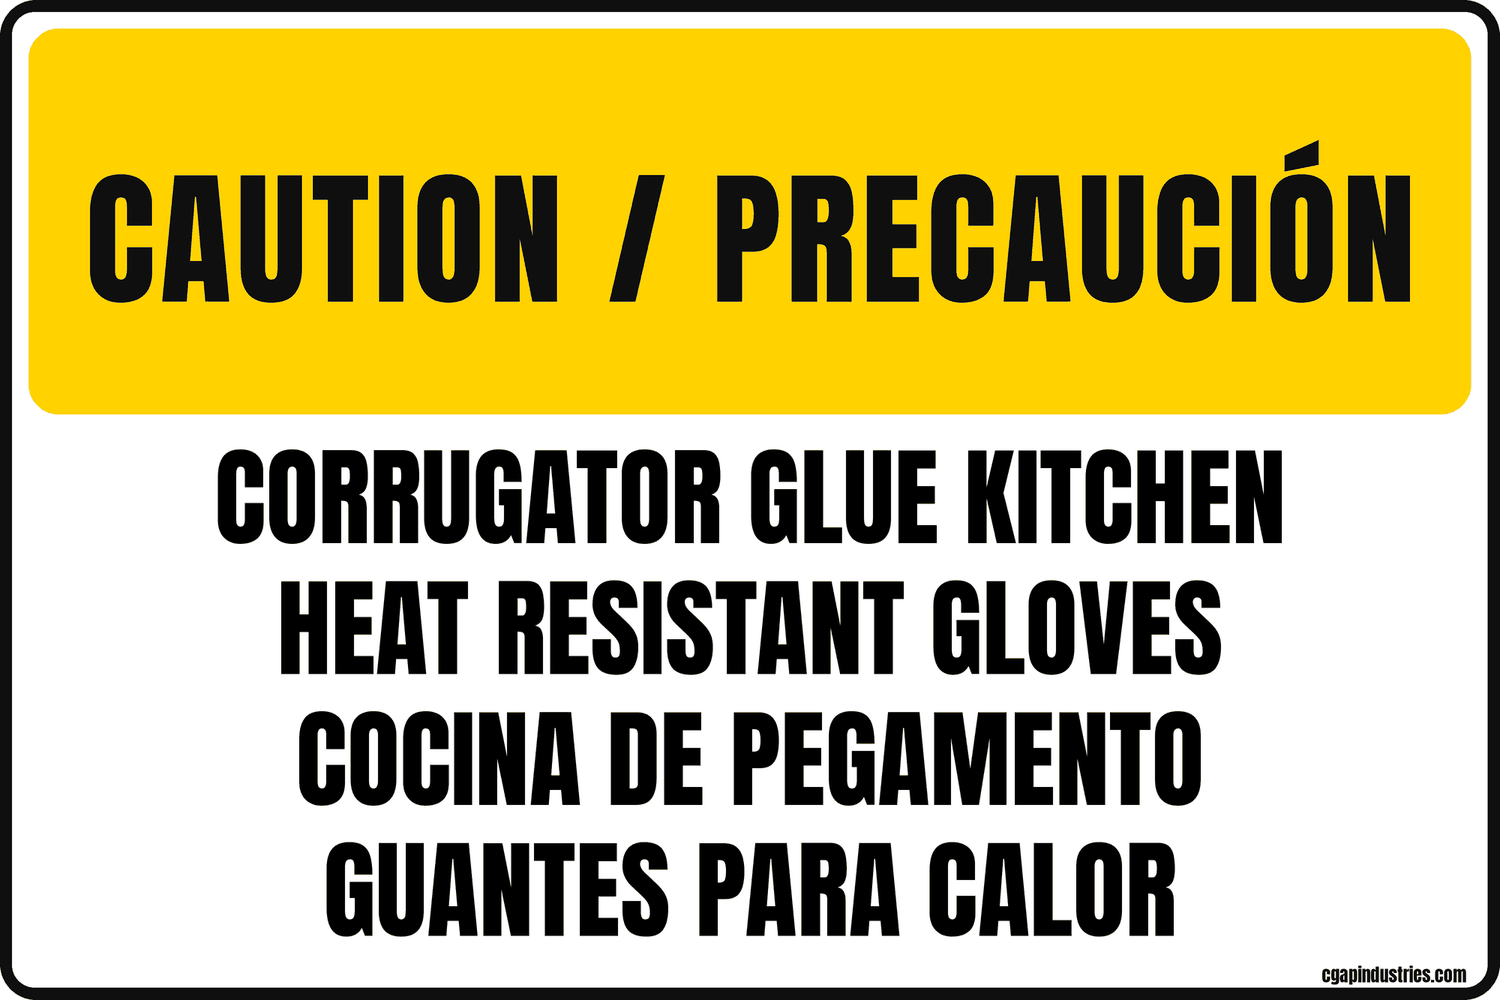 CAUTION / PRECAUCIÓN
CORRUGATOR GLUE KITCHEN
HEAT RESISTANT GLOVES
COCINA DE PEGAMENTO
GUANTES PARA CALOR
cgapindustries.com